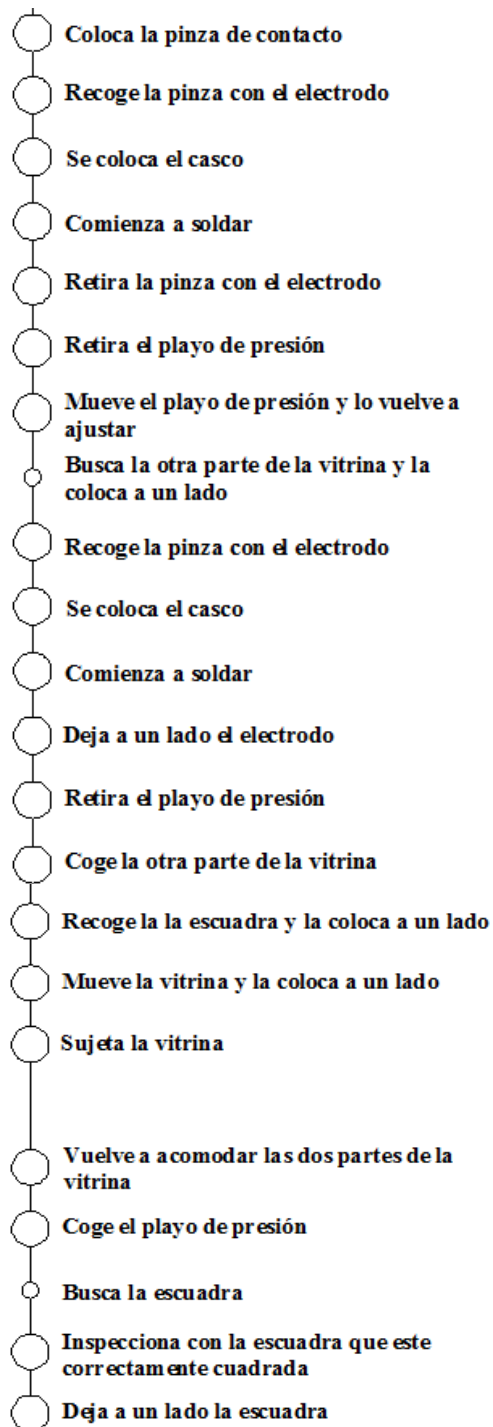 Coloca la pinza de contacto
Recoge la pinza con el electrodo
Se coloca el casco
Comienza a soldar
Retira la pinza con el electrodo
Retira el playo de presión
Mueve el playo de presión y lo vuelve a
ajustar
Busca la otra parte de la vitrina y la
coloca a un lado
Recoge la pinza con el electrodo
Se coloca el casco
Comienza a soldar
Deja a un lado el electrodo
Retira el playo de presión
Coge la otra parte de la vitrina
Recoge la la escuadra y la coloca a un lado
Mueve la vitrina y la coloca a un lado
Sujeta la vitrina
Vuelve a acomodar las dos partes de la
vitrina
Coge el playo de presión
Busca la escuadra
Inspecciona con la escuadra que este
correctamente cuadrada
Deja a un lado la escuadra